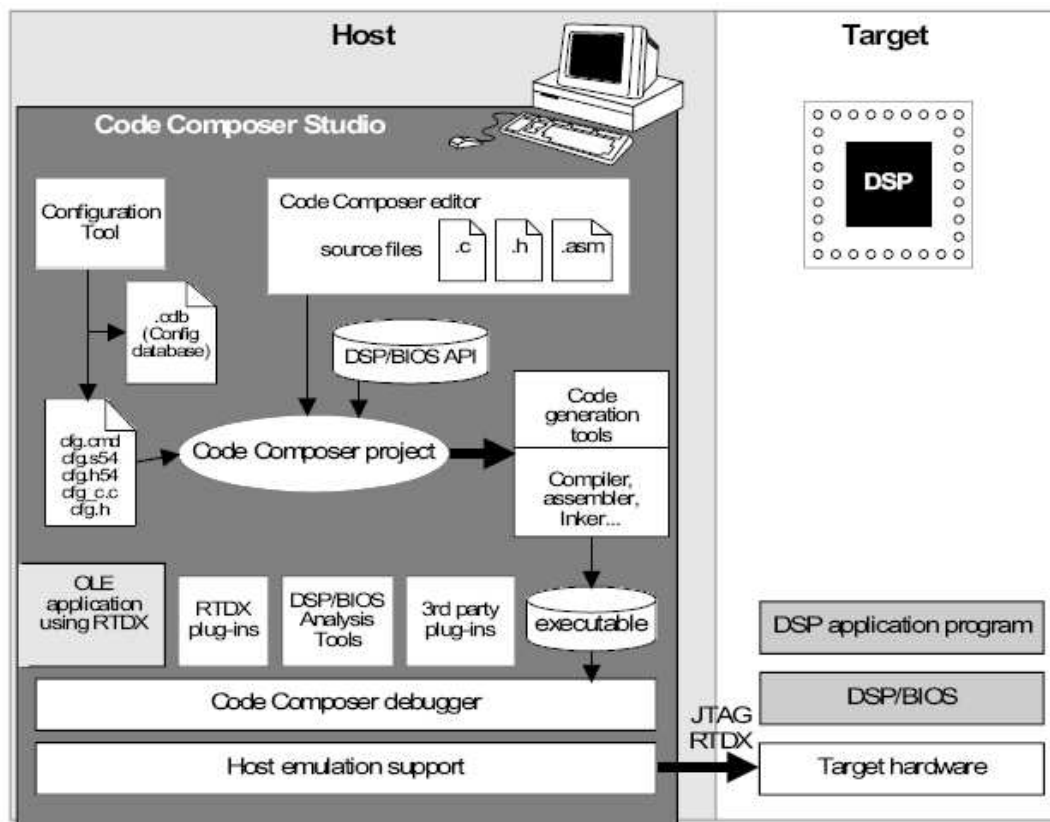 Host
Target
Code Composer Studio
DSP
Configuration
Tool
Code Composer editor
source files
.c
.h
.asm
.cdb
(Config
database)
DSP/BIOS API
Code
generation
tools
Compiler,
assembler,
linker...
cfg.cmd
cfg.s54
cfg.h54
cfg_c.c
cfg.h
Code Composer project
OLE
application
using RTDX
RTDX
plug-ins
DSP/BIOS
Analysis
Tools
3rd party
plug-ins
executable
DSP application program
Code Composer debugger
DSP/BIOS
JTAG
RTDX
Host emulation support
Target hardware